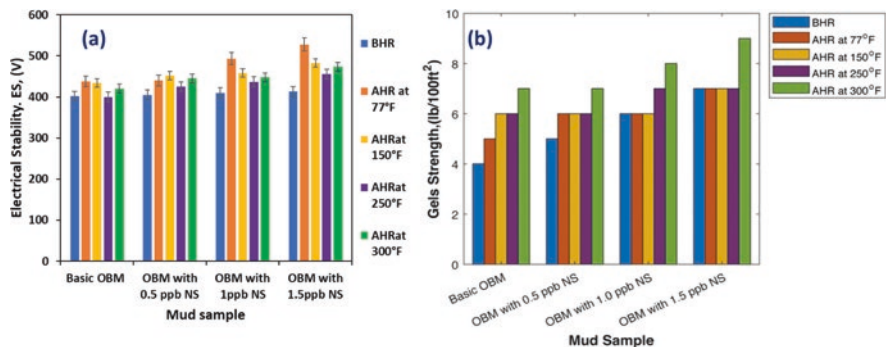 (a)
Electrical Stability. ES, (V)
600
500
400
300
200
100
0
Basic OBM
OBM with
0.5 ppb NS
OBM with
1ppb NS
OBM with
1.5ppb NS
Mud sample
BHR
AHR at
77°F
AHRat
150°F
AHRat
250°F
AHRat
300°F
(b)
Gels Strength,(lb/100ft²)
10
8
6
4
2
0
Basic OBM
OBM with 0.5 ppb NS
OBM with 1.0 ppb NS
OBM with 1.5 ppb NS
Mud Sample
BHR
AHR at 77°F
AHR at 150°F
AHR at 250°F
AHR at 300°F